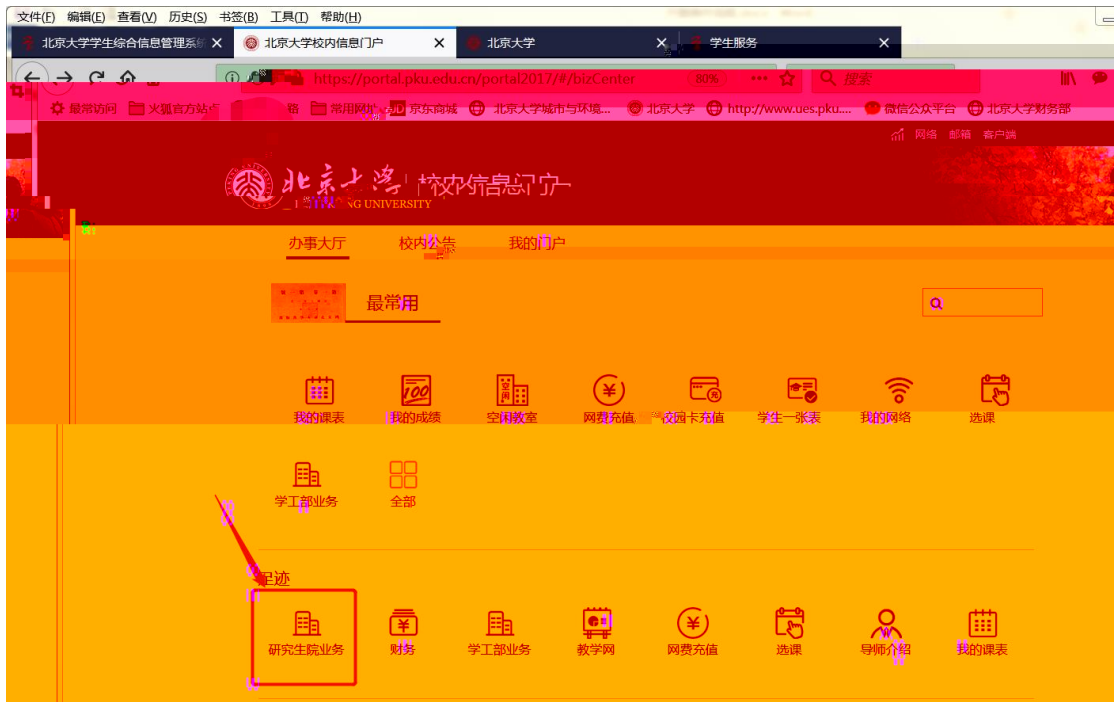 文件(F) 编辑(E) 查看(V) 历史(S) 书签(B) 工具(T) 帮助(H)
北京大学学生综合信息管理系统 北京大学校内信息门户 北京大学 学生服务
https://portal.pku.edu.cn/portal2017/#/bizCenter 80% 搜索
最常访问 火狐官方站点 常用网址 京东商城 北京大学城市与环境... 北京大学 http://www.ues.pku.... 微信公众平台 北京大学财务部
网络 邮箱 客户端
北京大学 校内信息门户
NG UNIVERSITY
办事大厅 校内公告 我的门户
最常用
我的课表 我的成绩 空闲教室 网费充值 校园卡充值 学生一张表 我的网络 选课
学工部业务 全部
足迹
研究生院业务 财务 学工部业务 教学网 网费充值 选课 导师介绍 我的课表